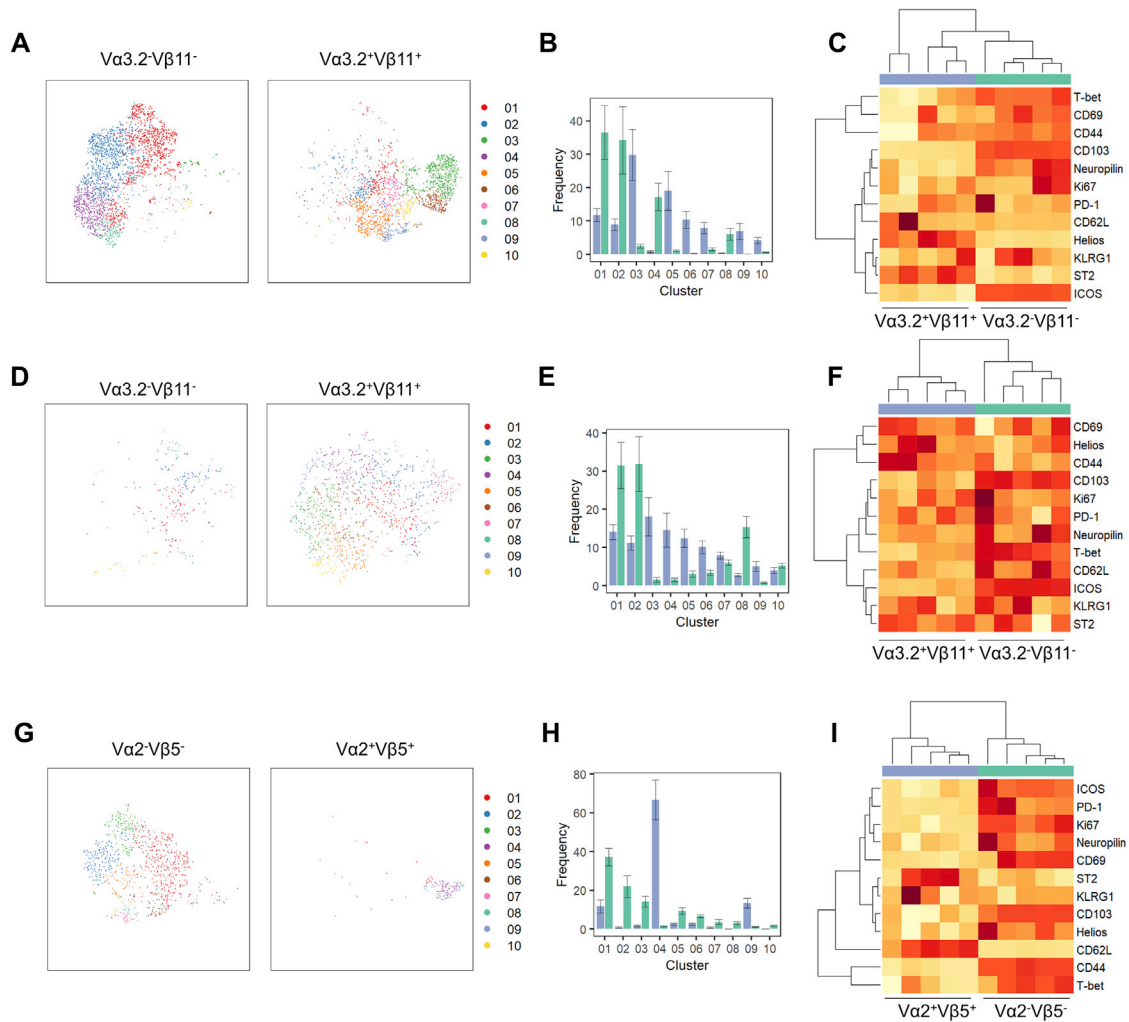 A
Vα3.2⁻Vβ11⁻
Vα3.2⁺Vβ11⁺
01
02
03
04
05
06
07
08
09
10
B
Frequency
40
30
20
10
0
01 02 03 04 05 06 07 08 09 10
Cluster
C
T-bet
CD69
CD44
CD103
Neuropilin
Ki67
PD-1
CD62L
Helios
KLRG1
ST2
ICOS
Vα3.2⁺Vβ11⁺ Vα3.2⁻Vβ11⁻
D
Vα3.2⁻Vβ11⁻
Vα3.2⁺Vβ11⁺
01
02
03
04
05
06
07
08
09
10
E
Frequency
40
30
20
10
0
01 02 03 04 05 06 07 08 09 10
Cluster
F
CD69
Helios
CD44
CD103
Ki67
PD-1
Neuropilin
T-bet
CD62L
ICOS
KLRG1
ST2
Vα3.2⁺Vβ11⁺ Vα3.2⁻Vβ11⁻
G
Vα2⁻Vβ5⁻
Vα2⁺Vβ5⁺
01
02
03
04
05
06
07
08
09
10
H
Frequency
80
60
40
20
0
01 02 03 04 05 06 07 08 09 10
Cluster
I
ICOS
PD-1
Ki67
Neuropilin
CD69
ST2
KLRG1
CD103
Helios
CD62L
CD44
T-bet
Vα2⁺Vβ5⁺ Vα2⁻Vβ5⁻